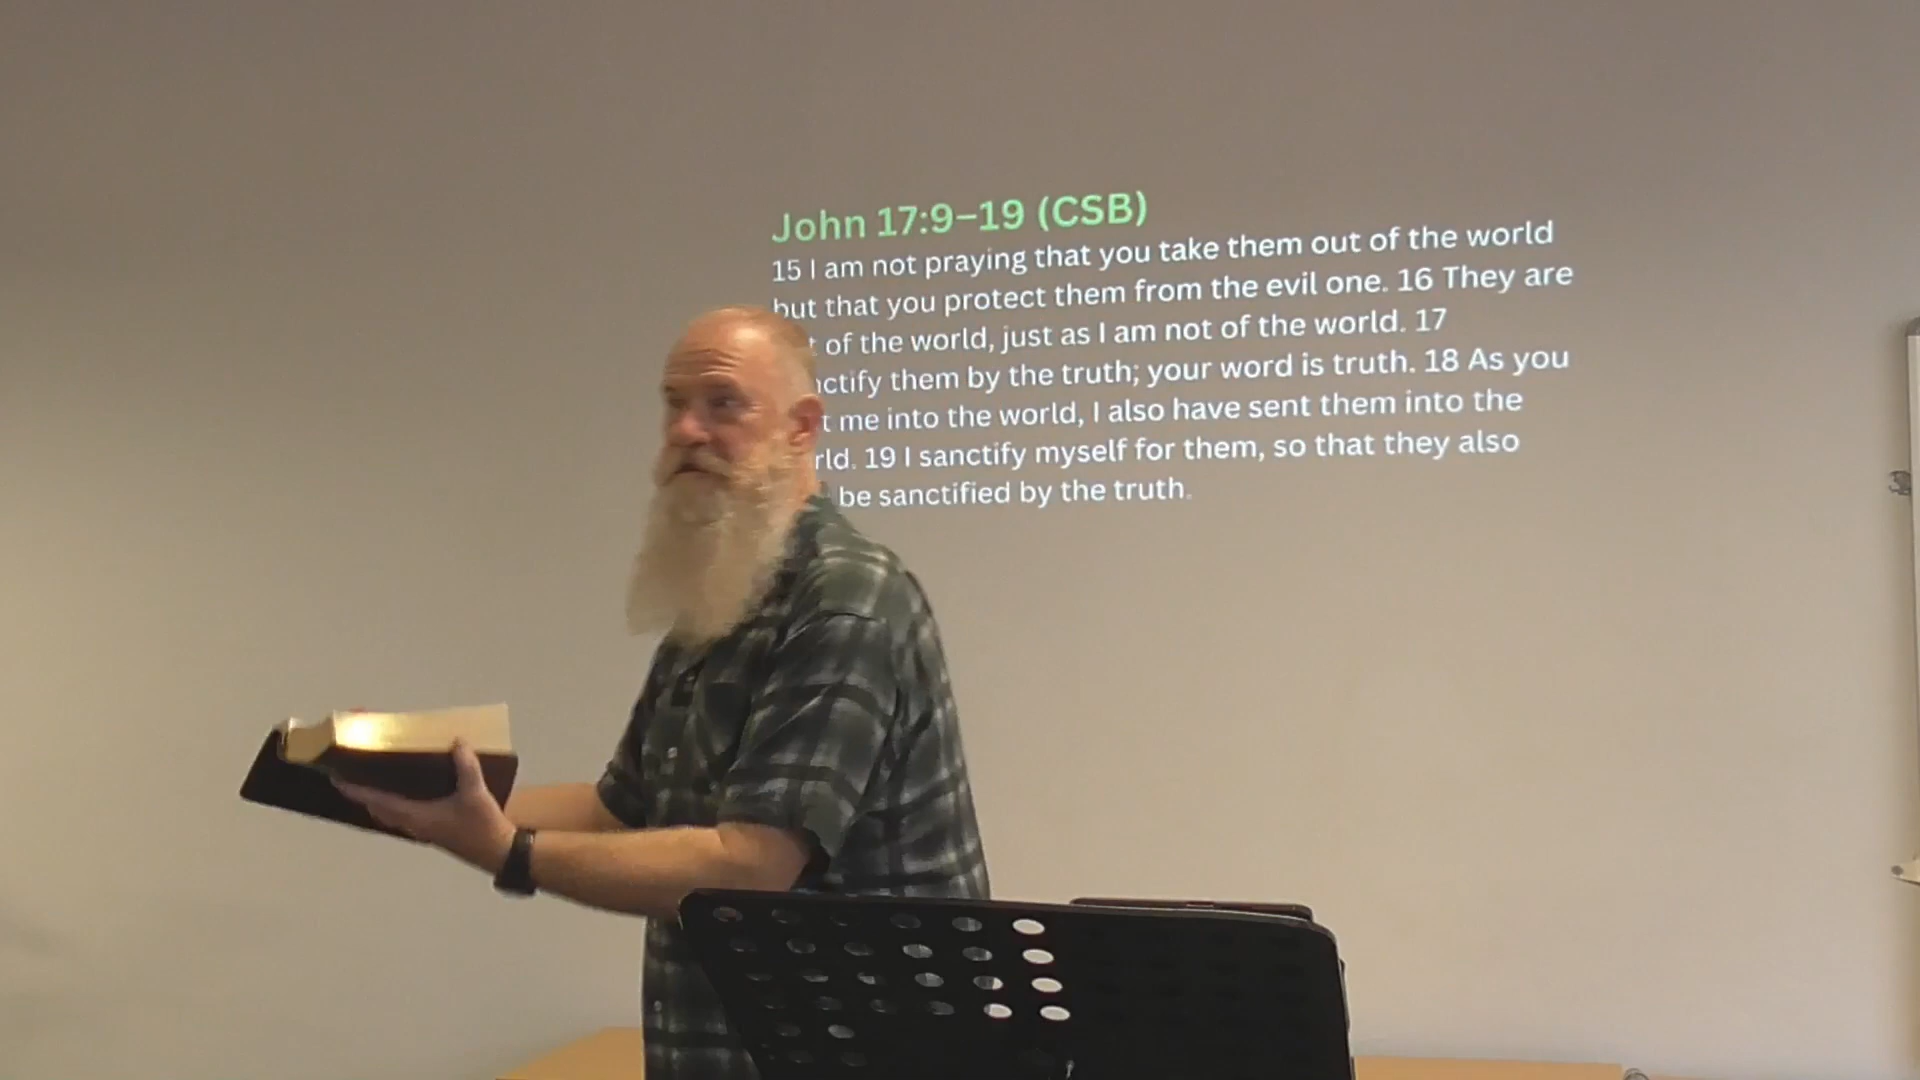 John 17:9–19 (CSB)
15 I am not praying that you take them out of the world
but that you protect them from the evil one. 16 They are
of the world, just as I am not of the world. 17
them by the truth; your word is truth. 18 As you
me into the world, I also have sent them into the
19 I sanctify myself for them, so that they also
be sanctified by the truth.